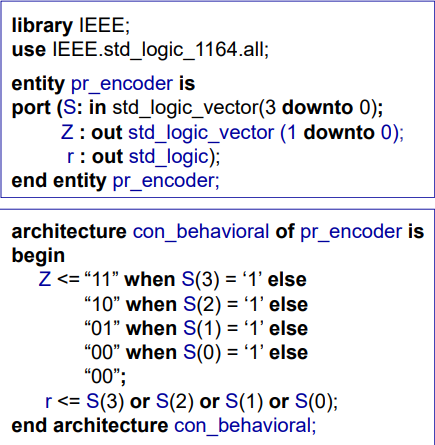 library IEEE;
use IEEE.std_logic_1164.all;
entity pr_encoder is
port (S: in std_logic_vector(3 downto 0);
Z : out std_logic_vector (1 downto 0);
r : out std_logic);
end entity pr_encoder;
architecture con_behavioral of pr_encoder is
begin
Z <= “11” when S(3) = ‘1’ else
“10” when S(2) = ‘1’ else
“01” when S(1) = ‘1’ else
“00” when S(0) = ‘1’ else
“00”;
r <= S(3) or S(2) or S(1) or S(0);
end architecture con_behavioral;